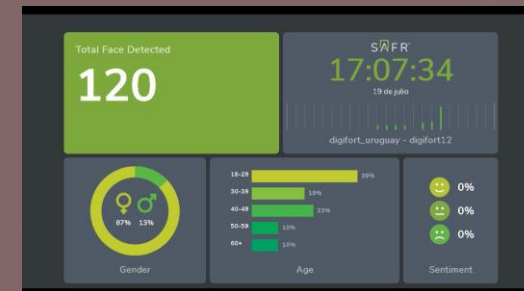 Total Face Detected
120
SAFR
17:07:34
19 de julio
digifort_uruguay - digifort12
87% 13%
Gender
18-29 39%
30-39 19%
40-49 23%
50-59 10%
60+ 10%
Age
0%
0%
0%
Sentiment